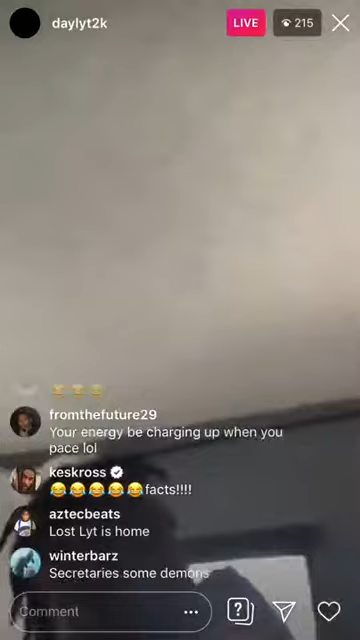 daylyt2k
LIVE
215
😂 😂 😂
fromthefuture29
Your energy be charging up when you
pace lol
keskross
😂😂😂😂😂facts!!!!
aztecbeats
Lost Lyt is home
winterbarz
Secretaries some demons
Comment